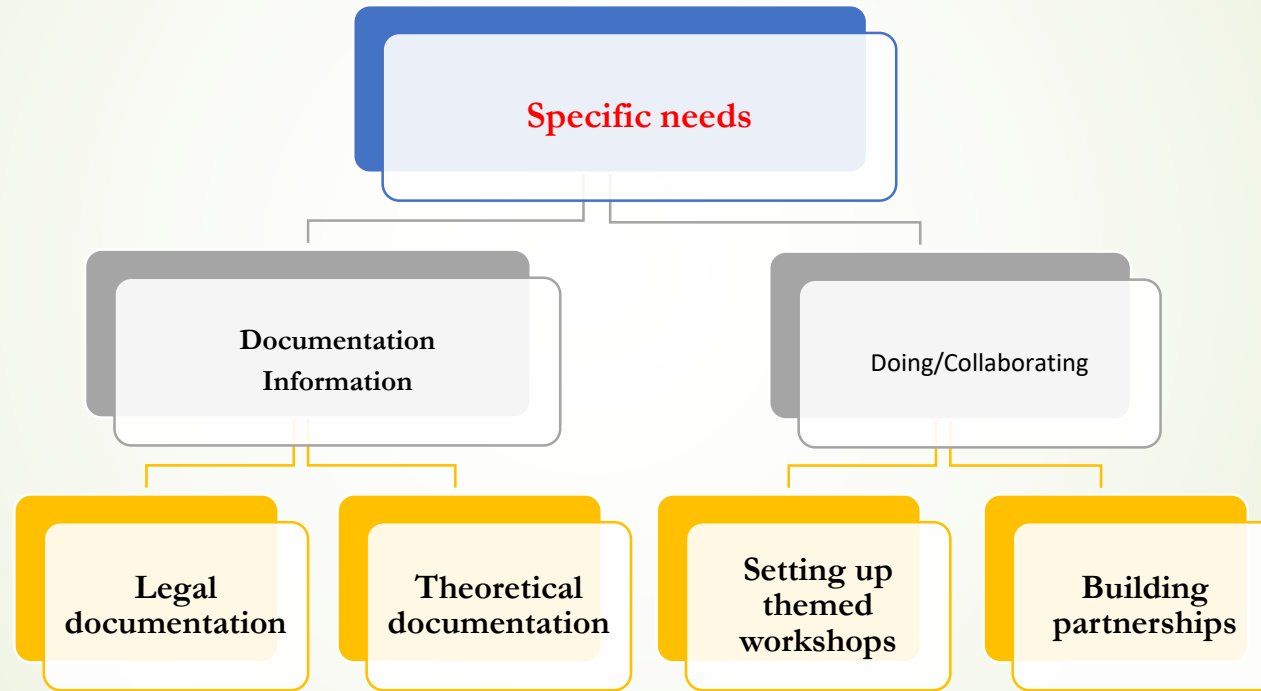 Specific needs
Documentation
Information
Doing/Collaborating
Legal
documentation
Theoretical
documentation
Setting up
themed
workshops
Building
partnerships